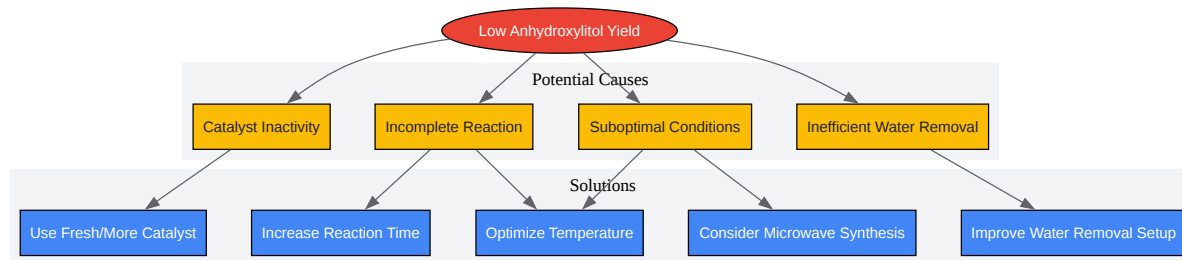 Low Anhydroxylitol Yield
Potential Causes
Catalyst Inactivity
Incomplete Reaction
Suboptimal Conditions
Inefficient Water Removal
Solutions
Use Fresh/More Catalyst
Increase Reaction Time
Optimize Temperature
Consider Microwave Synthesis
Improve Water Removal Setup